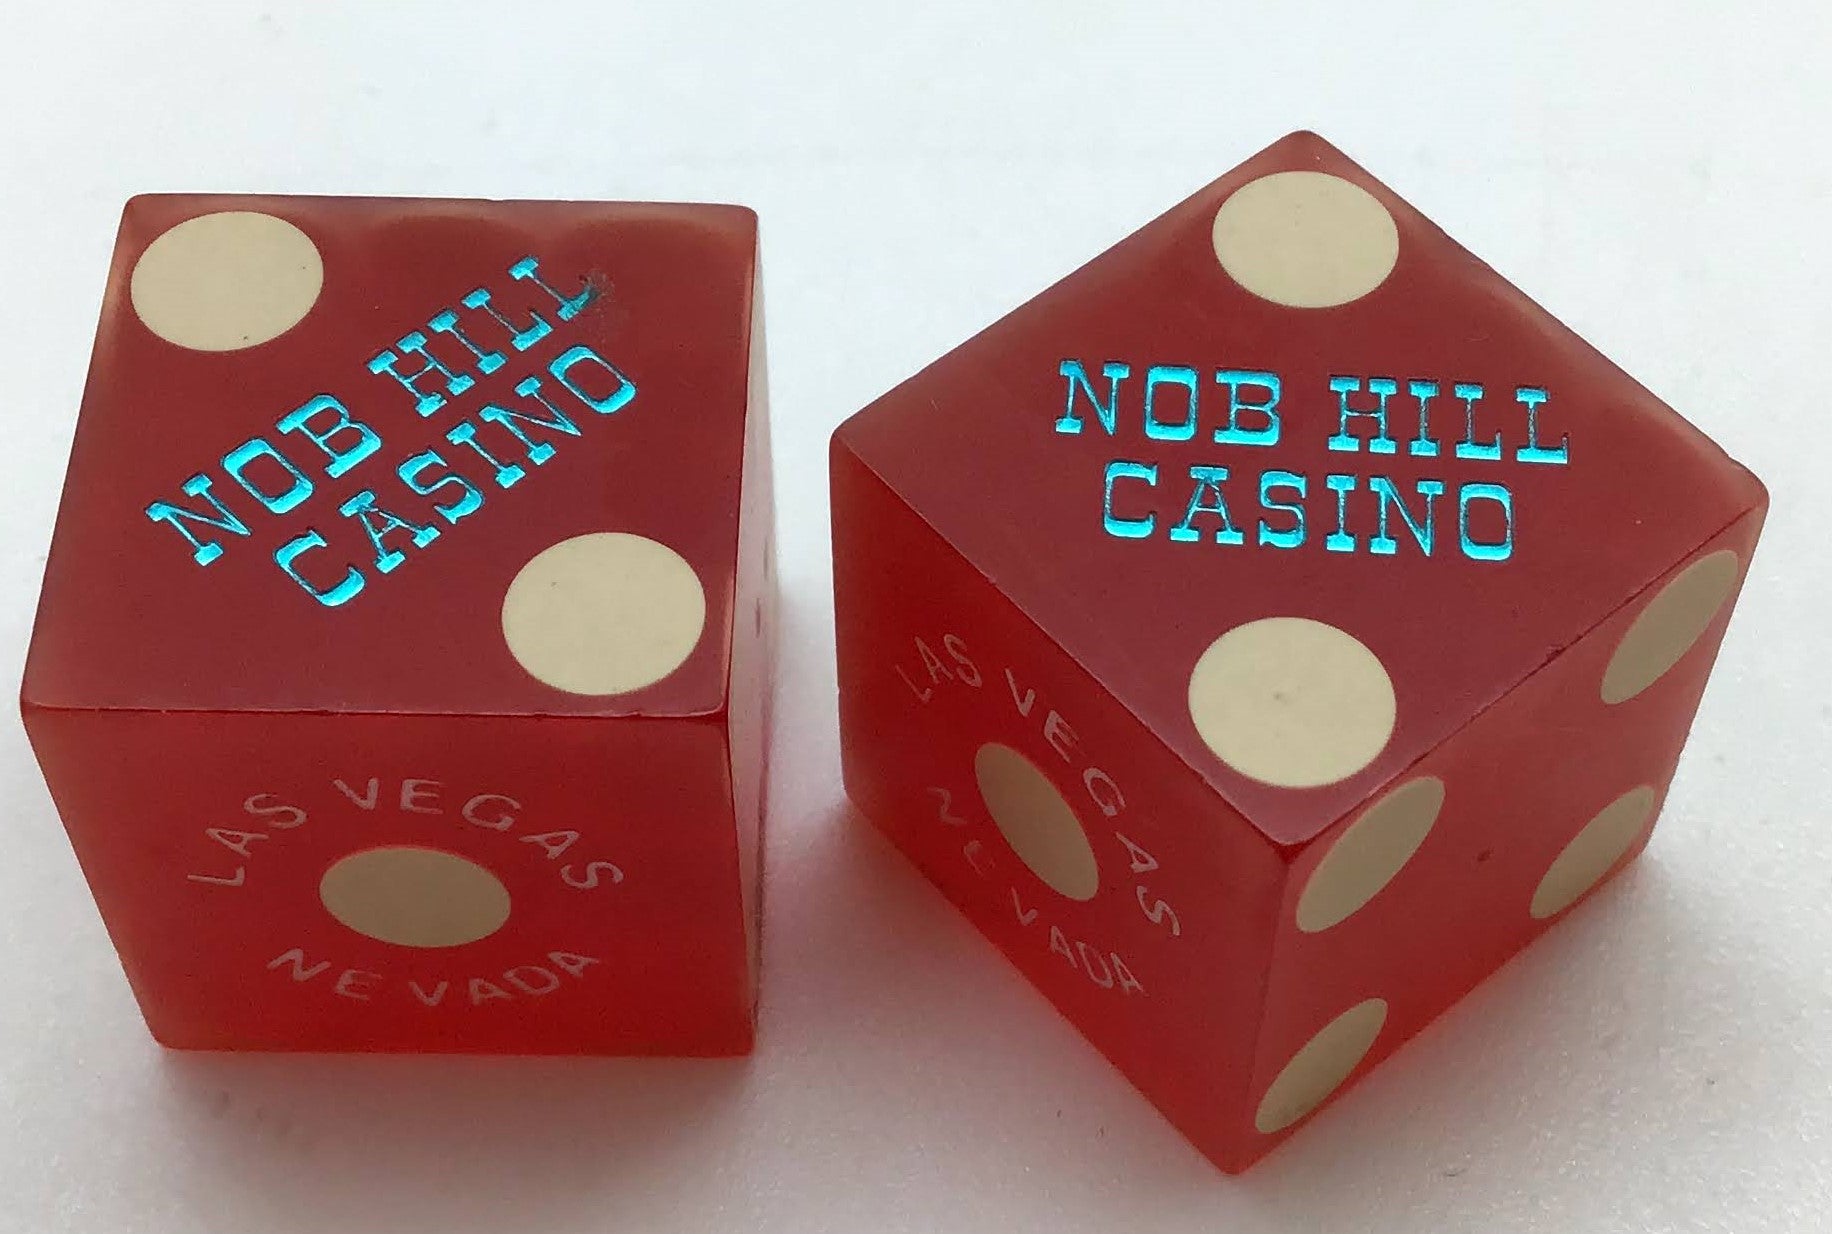 NOB HILL
CASINO
LAS VEGAS
NEVADA
NOB HILL
CASINO
LAS VEGAS
NEVADA